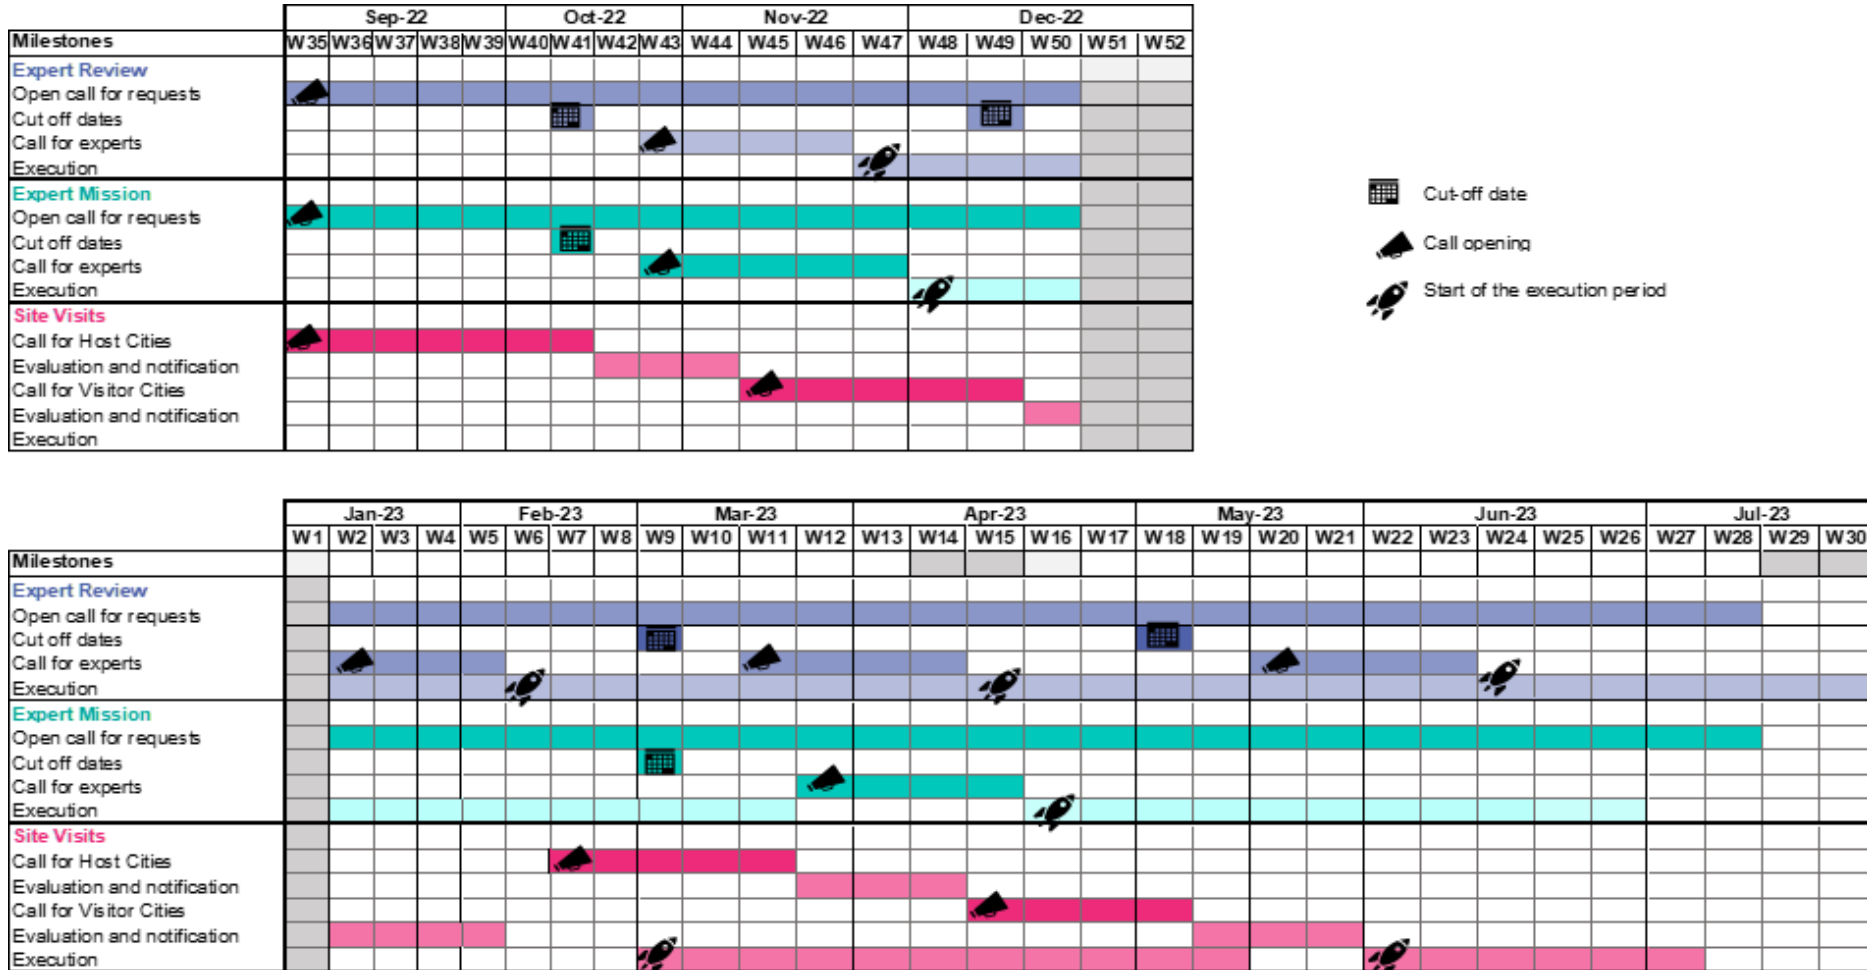 Sep-22 Oct-22 Nov-22 Dec-22
Milestones W35 W36 W37 W38 W39 W40 W41 W42 W43 W44 W45 W46 W47 W48 W49 W50 W51 W52
Expert Review
Open call for requests
Cut off dates
Call for experts
Execution
Expert Mission
Open call for requests
Cut off dates
Call for experts
Execution
Site Visits
Call for Host Cities
Evaluation and notification
Call for Visitor Cities
Evaluation and notification
Execution
Cut-off date
Call opening
Start of the execution period
Jan-23 Feb-23 Mar-23 Apr-23 May-23 Jun-23 Jul-23
W1 W2 W3 W4 W5 W6 W7 W8 W9 W10 W11 W12 W13 W14 W15 W16 W17 W18 W19 W20 W21 W22 W23 W24 W25 W26 W27 W28 W29 W30
Milestones
Expert Review
Open call for requests
Cut off dates
Call for experts
Execution
Expert Mission
Open call for requests
Cut off dates
Call for experts
Execution
Site Visits
Call for Host Cities
Evaluation and notification
Call for Visitor Cities
Evaluation and notification
Execution